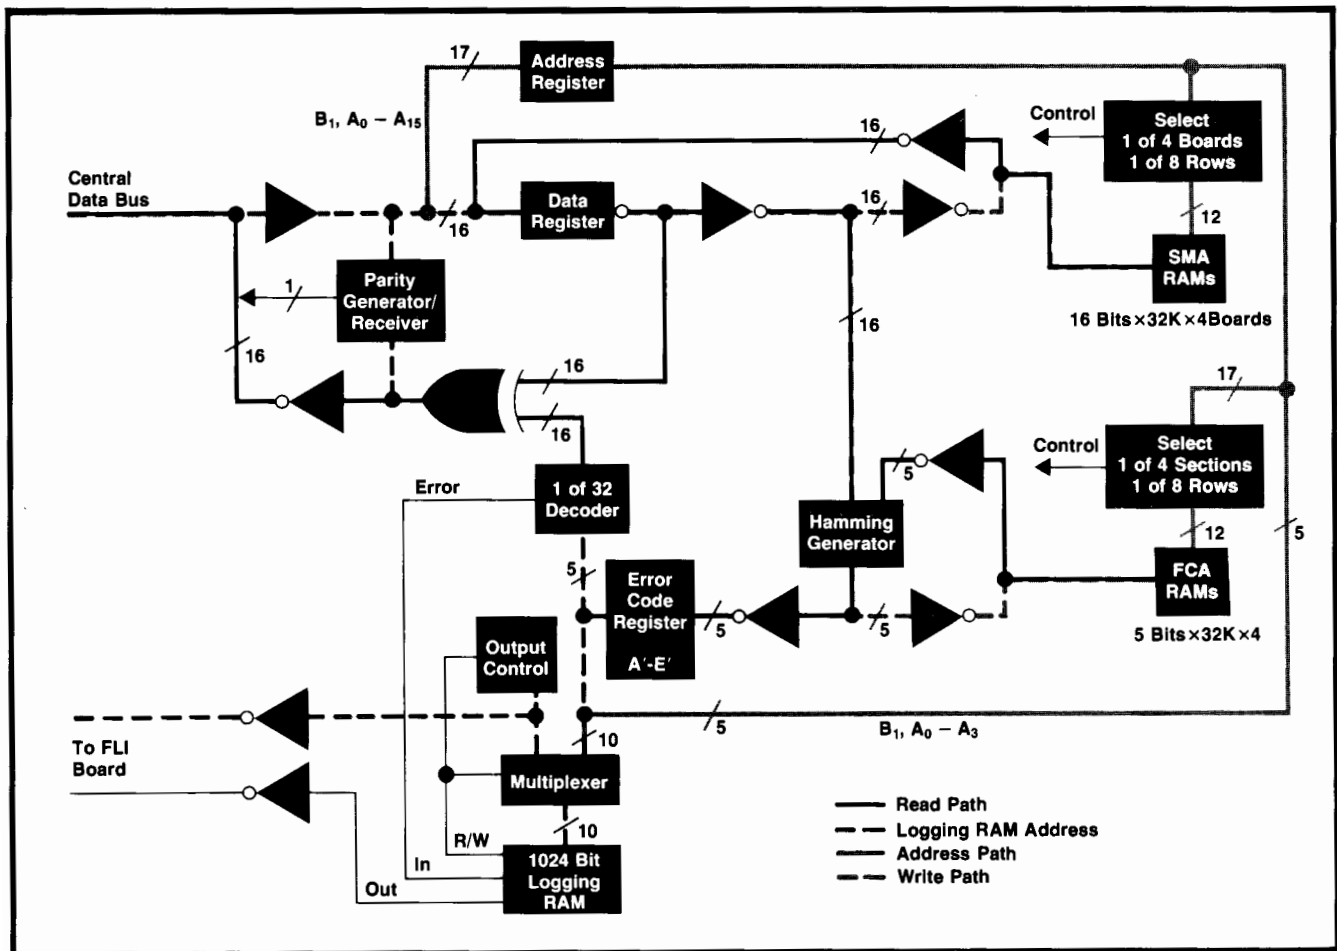 17
Address
Register
B₁, A₀ – A₁₅
Control
Select
1 of 4 Boards
1 of 8 Rows
16
Central
Data Bus
16
Data
Register
16
12
SMA
RAMs
16 Bits×32K×4Boards
1
Parity
Generator/
Receiver
16
16
16
16
17
Control
Select
1 of 4 Sections
1 of 8 Rows
5
Error
1 of 32
Decoder
Hamming
Generator
12
5
FCA
RAMs
5 Bits×32K×4
5
Error
Code
Register
A′-E′
5
5
Output
Control
5
B₁, A₀ – A₃
To FLI
Board
10
Multiplexer
10
R/W
In
Out
1024 Bit
Logging
RAM
Read Path
Logging RAM Address
Address Path
Write Path